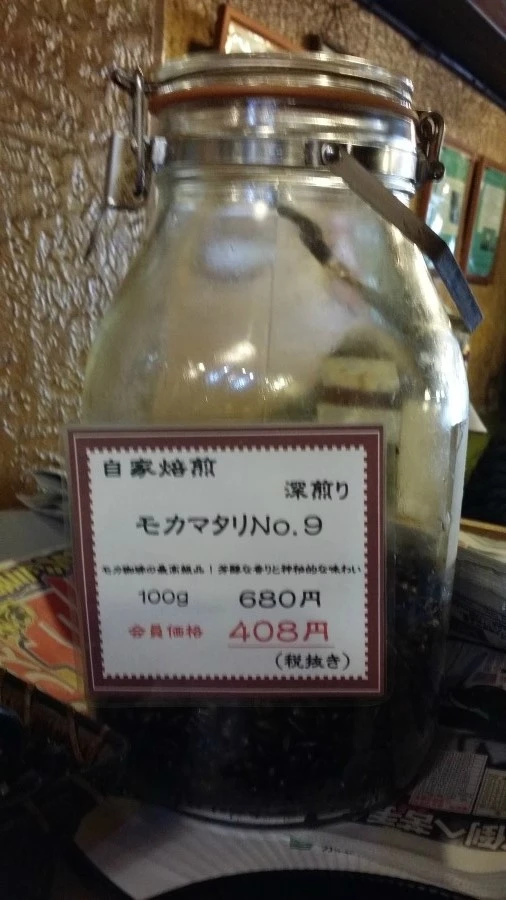 自家焙煎
深煎り
モカマタリNo.9
モカ珈琲の最高級品!芳醇な香りと神秘的な味わい
100g 680円
会員価格 408円
(税抜き)